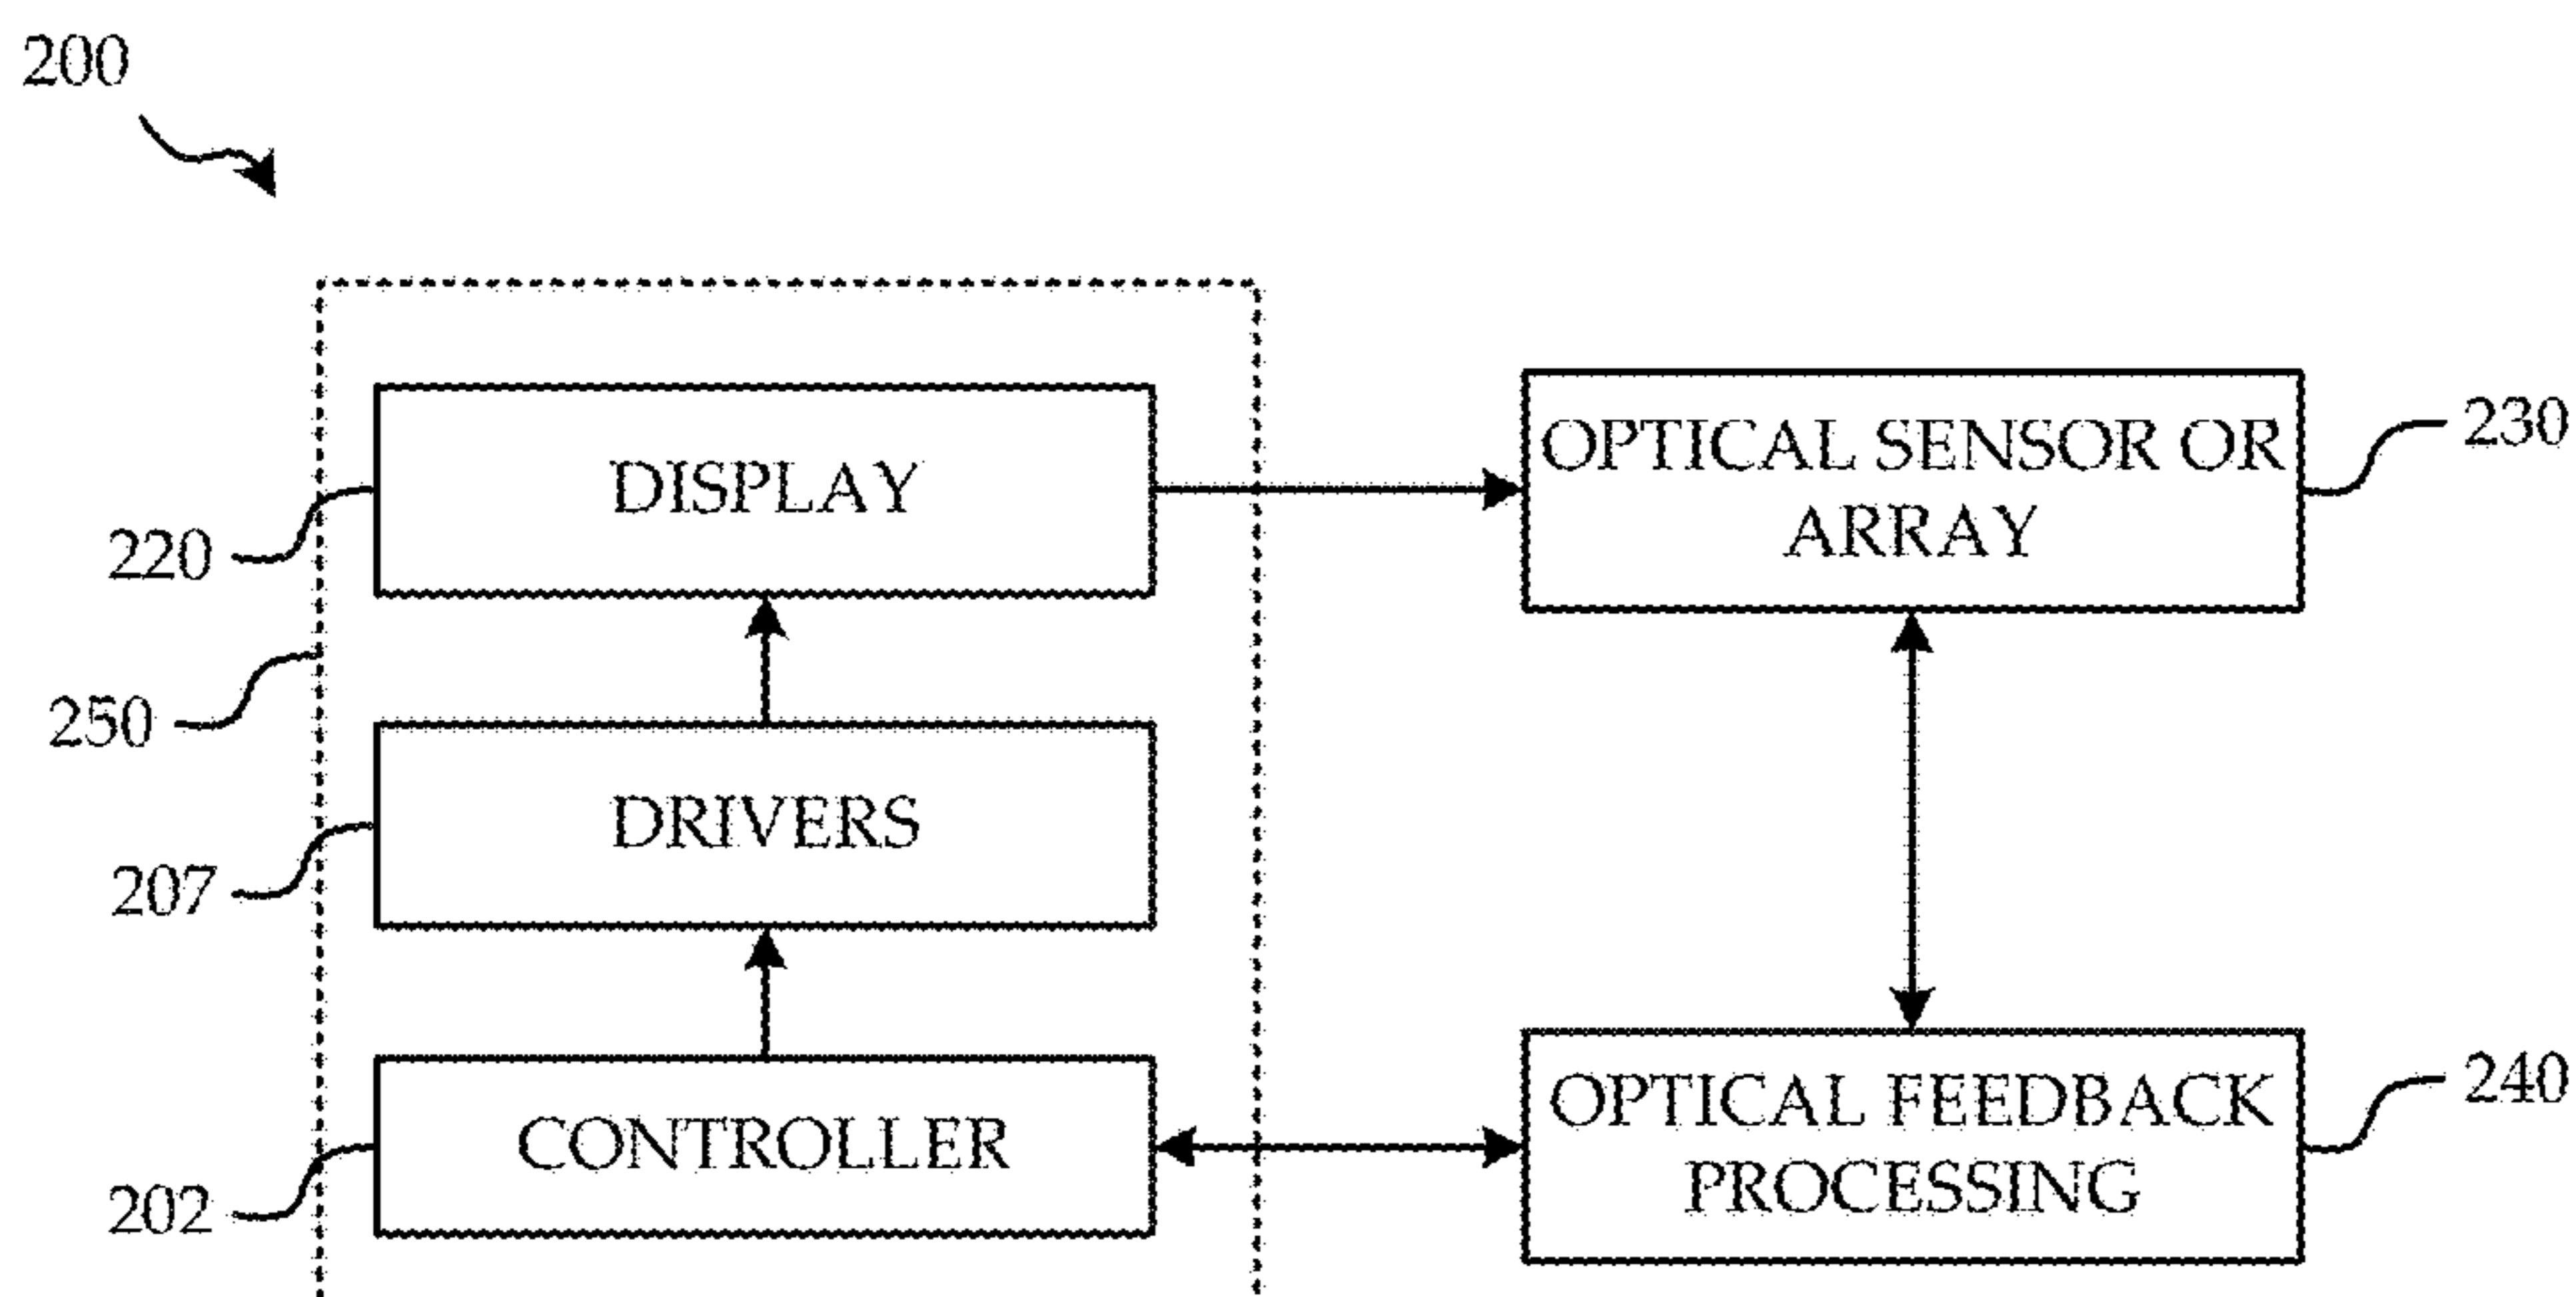 200
DISPLAY
220
OPTICAL SENSOR OR
ARRAY
230
250
DRIVERS
207
CONTROLLER
202
OPTICAL FEEDBACK
PROCESSING
240